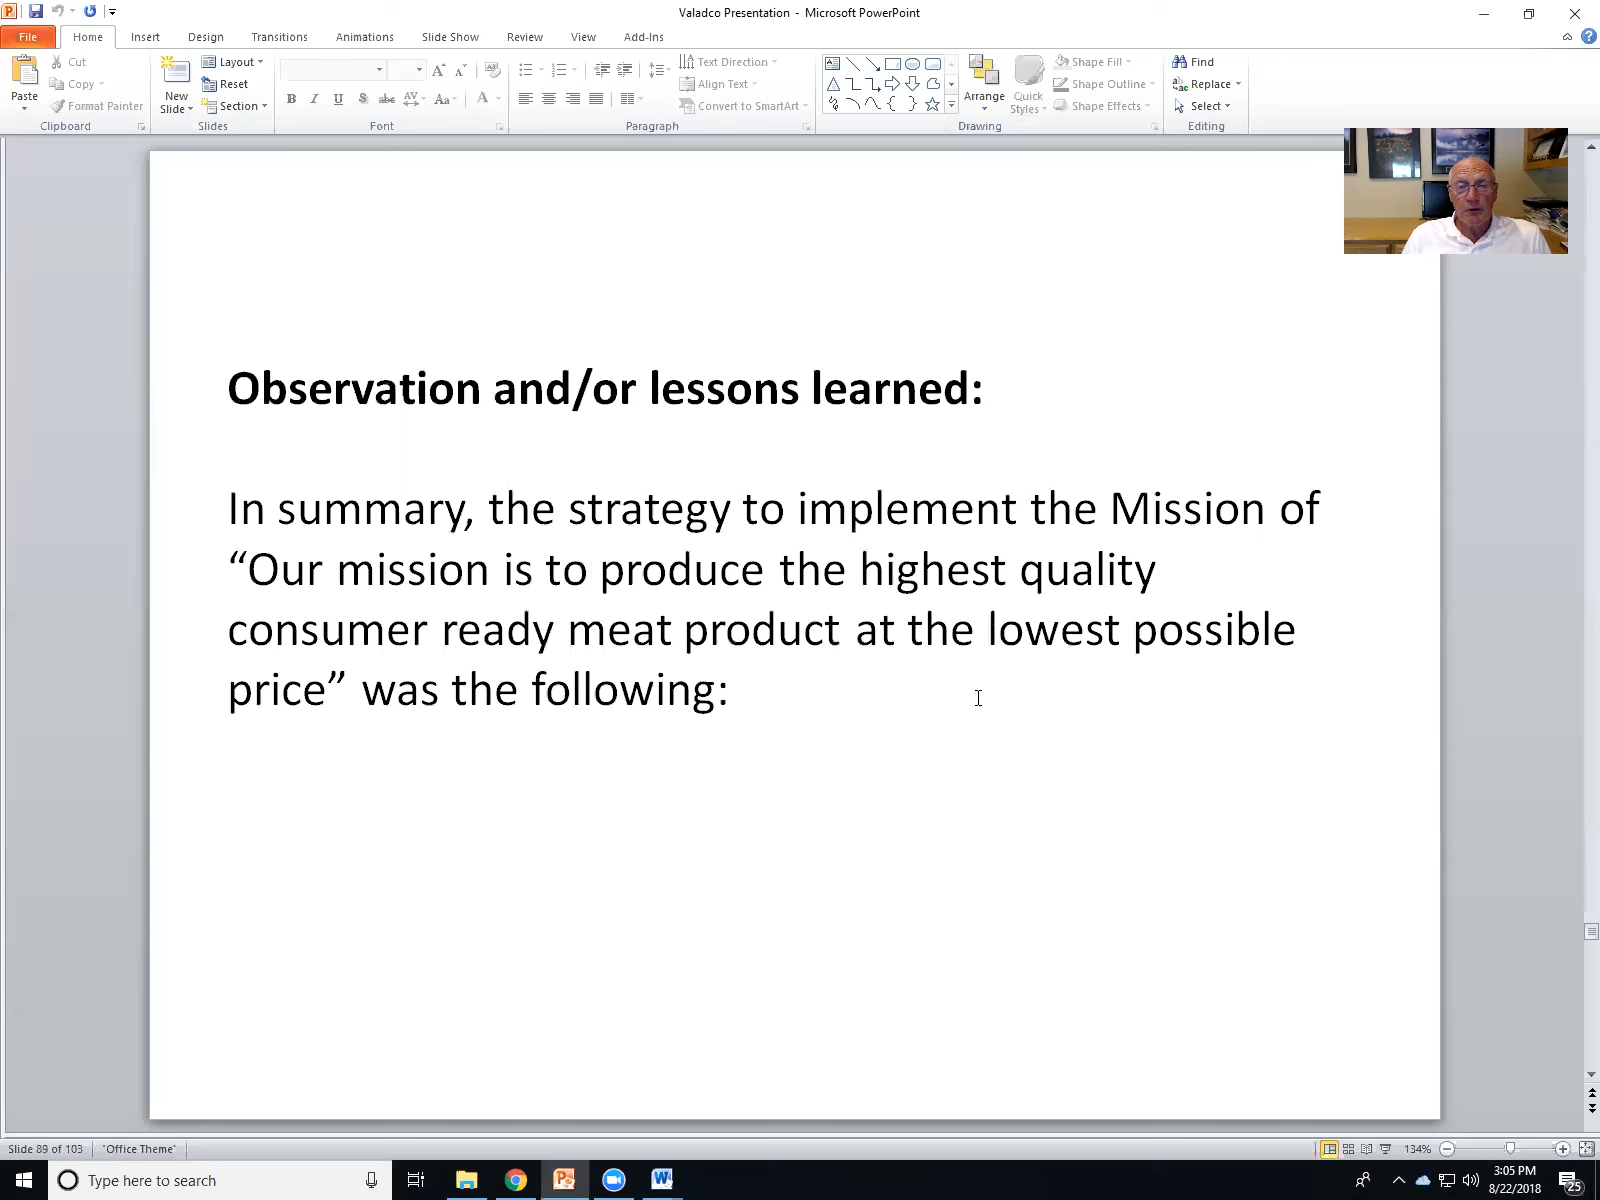 Valadco Presentation - Microsoft PowerPoint
File Home Insert Design Transitions Animations Slide Show Review View Add-Ins
Paste
Cut
Copy
Format Painter
Clipboard
New Slide
Layout
Reset
Section
Slides
Font
Text Direction
Align Text
Convert to SmartArt
Paragraph
Arrange
Quick Styles
Shape Fill
Shape Outline
Shape Effects
Drawing
Find
Replace
Select
Editing
Observation and/or lessons learned:
In summary, the strategy to implement the Mission of
“Our mission is to produce the highest quality
consumer ready meat product at the lowest possible
price” was the following:
Slide 89 of 103 "Office Theme" 134%
Type here to search
3:05 PM
8/22/2018
25